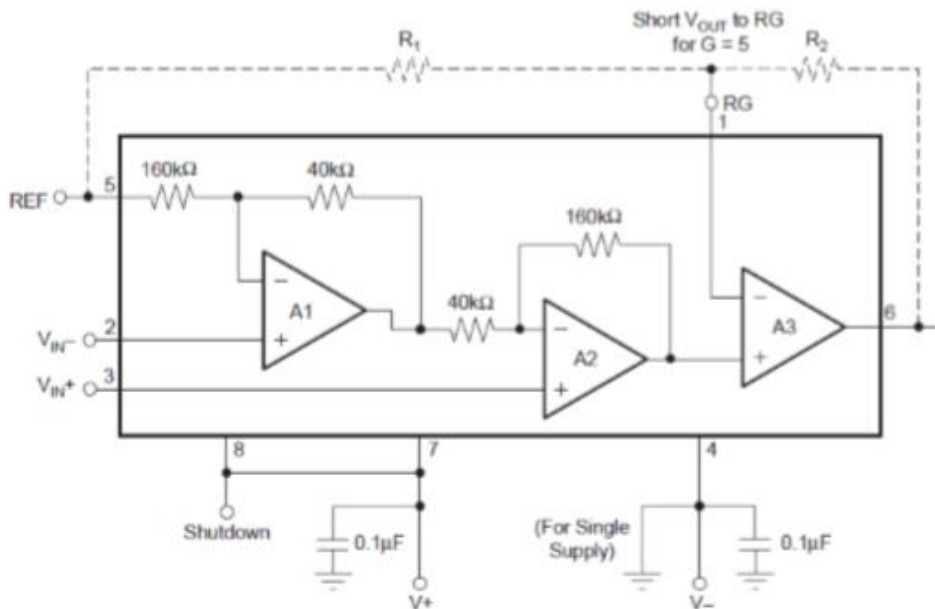 Short VOUT to RG
for G = 5
R1
R2
RG
1
160kΩ
40kΩ
REF
5
160kΩ
A1
40kΩ
A2
A3
6
VIN–
2
VIN+
3
–
+
–
+
–
+
8
7
4
Shutdown
0.1μF
(For Single
Supply)
0.1μF
V+
V–